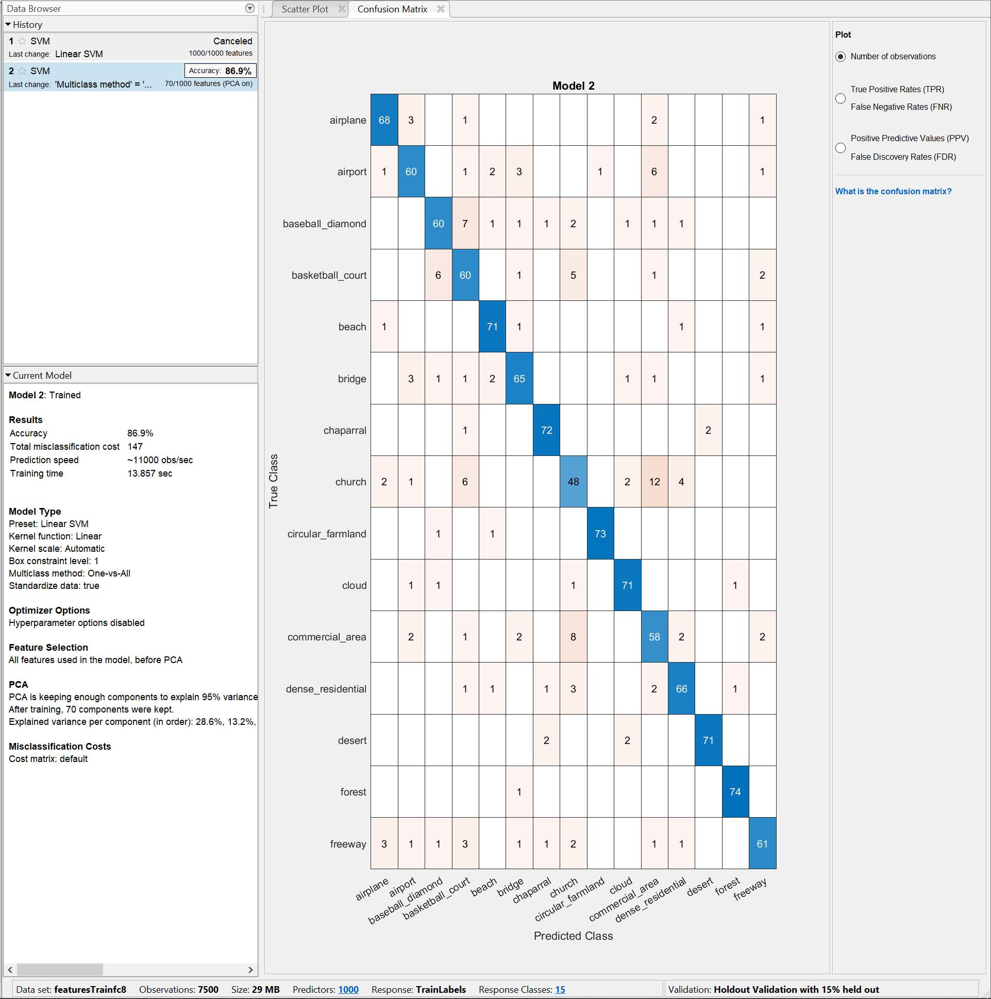 Data Browser
History
1 ☆ SVM Canceled
Last change: Linear SVM 1000/1000 features
2 ☆ SVM Accuracy: 86.9%
Last change: 'Multiclass method' = '... 70/1000 features (PCA on)
Current Model
Model 2: Trained
Results
Accuracy 86.9%
Total misclassification cost 147
Prediction speed ~11000 obs/sec
Training time 13.857 sec
Model Type
Preset: Linear SVM
Kernel function: Linear
Kernel scale: Automatic
Box constraint level: 1
Multiclass method: One-vs-All
Standardize data: true
Optimizer Options
Hyperparameter options disabled
Feature Selection
All features used in the model, before PCA
PCA
PCA is keeping enough components to explain 95% variance
After training, 70 components were kept.
Explained variance per component (in order): 28.6%, 13.2%,
Misclassification Costs
Cost matrix: default
Scatter Plot Confusion Matrix
Model 2
True Class
airplane 68 3 1 2 1
airport 1 60 1 2 3 1 6 1
baseball_diamond 60 7 1 1 1 2 1 1 1
basketball_court 6 60 1 5 1 2
beach 1 71 1 1 1
bridge 3 1 1 2 65 1 1 1
chaparral 1 72 2
church 2 1 6 48 2 12 4
circular_farmland 1 1 73
cloud 1 1 1 71 1
commercial_area 2 1 2 8 58 2 2
dense_residential 1 1 1 3 2 66 1
desert 2 2 71
forest 1 74
freeway 3 1 1 3 1 1 2 1 1 61
airplane airport baseball_diamond basketball_court beach bridge chaparral church circular_farmland cloud commercial_area dense_residential desert forest freeway
Predicted Class
Plot
Number of observations
True Positive Rates (TPR)
False Negative Rates (FNR)
Positive Predictive Values (PPV)
False Discovery Rates (FDR)
What is the confusion matrix?
Data set: featuresTrainfc8 Observations: 7500 Size: 29 MB Predictors: 1000 Response: TrainLabels Response Classes: 15 Validation: Holdout Validation with 15% held out